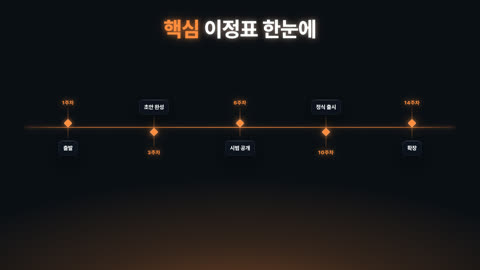 핵심 이정표 한눈에
1주차
출발
초안 완성
3주차
6주차
시범 공개
정식 출시
10주차
14주차
확장